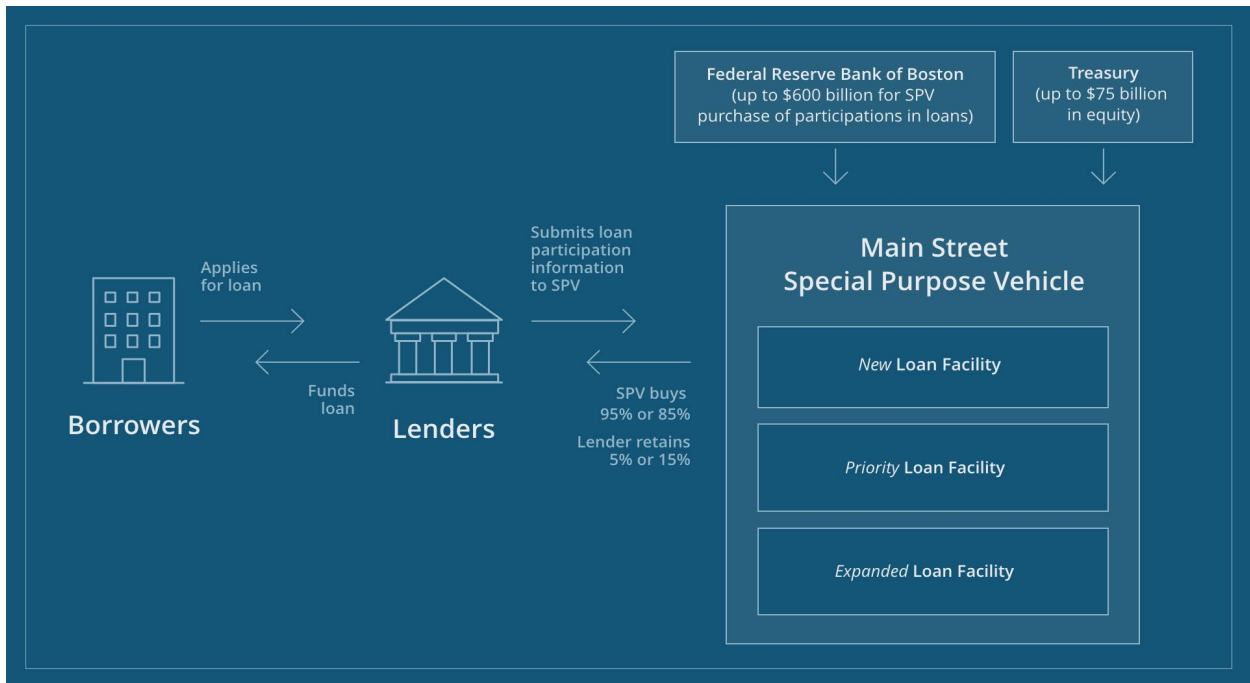 Federal Reserve Bank of Boston
(up to $600 billion for SPV
purchase of participations in loans)
Treasury
(up to $75 billion
in equity)
Applies
for loan
Submits loan
participation
information
to SPV
Main Street
Special Purpose Vehicle
New Loan Facility
Funds
loan
SPV buys
95% or 85%
Borrowers
Lenders
Lender retains
5% or 15%
Priority Loan Facility
Expanded Loan Facility